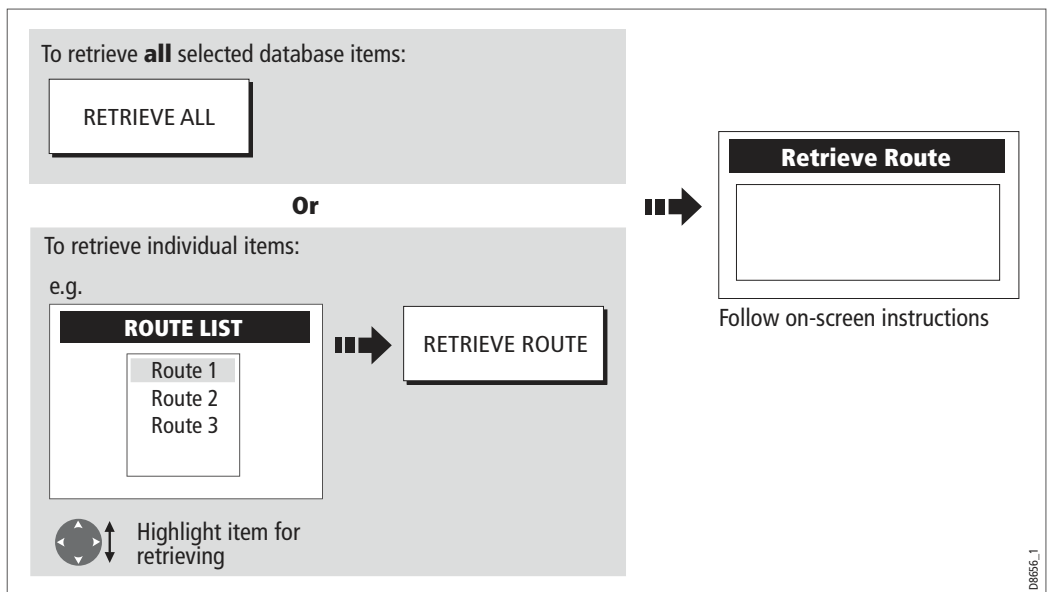 To retrieve all selected database items:
RETRIEVE ALL
Or
To retrieve individual items:
e.g.
ROUTE LIST
Route 1
Route 2
Route 3
RETRIEVE ROUTE
Highlight item for
retrieving
Retrieve Route
Follow on-screen instructions
D8656_1